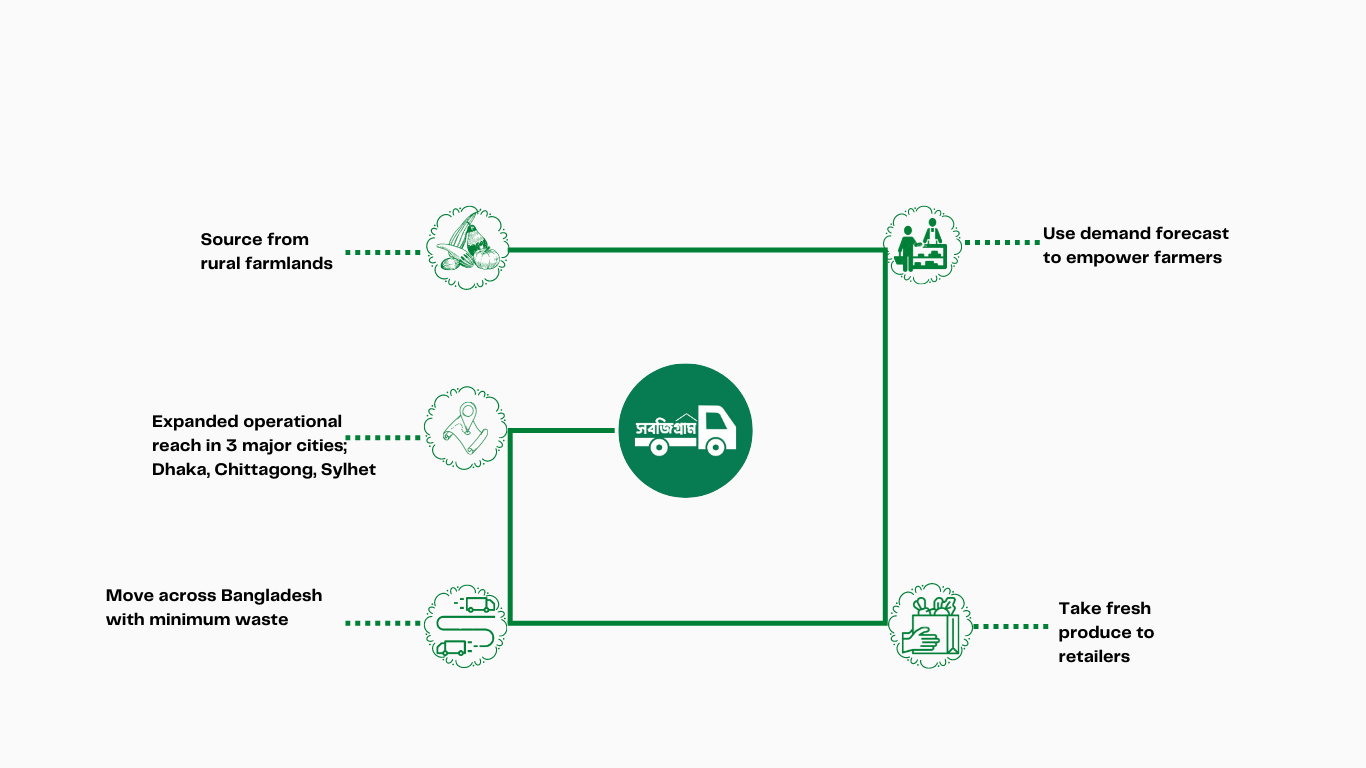 Source from
rural farmlands
Use demand forecast
to empower farmers
Expanded operational
reach in 3 major cities;
Dhaka, Chittagong, Sylhet
সবজিগ্রাম
Move across Bangladesh
with minimum waste
Take fresh
produce to
retailers